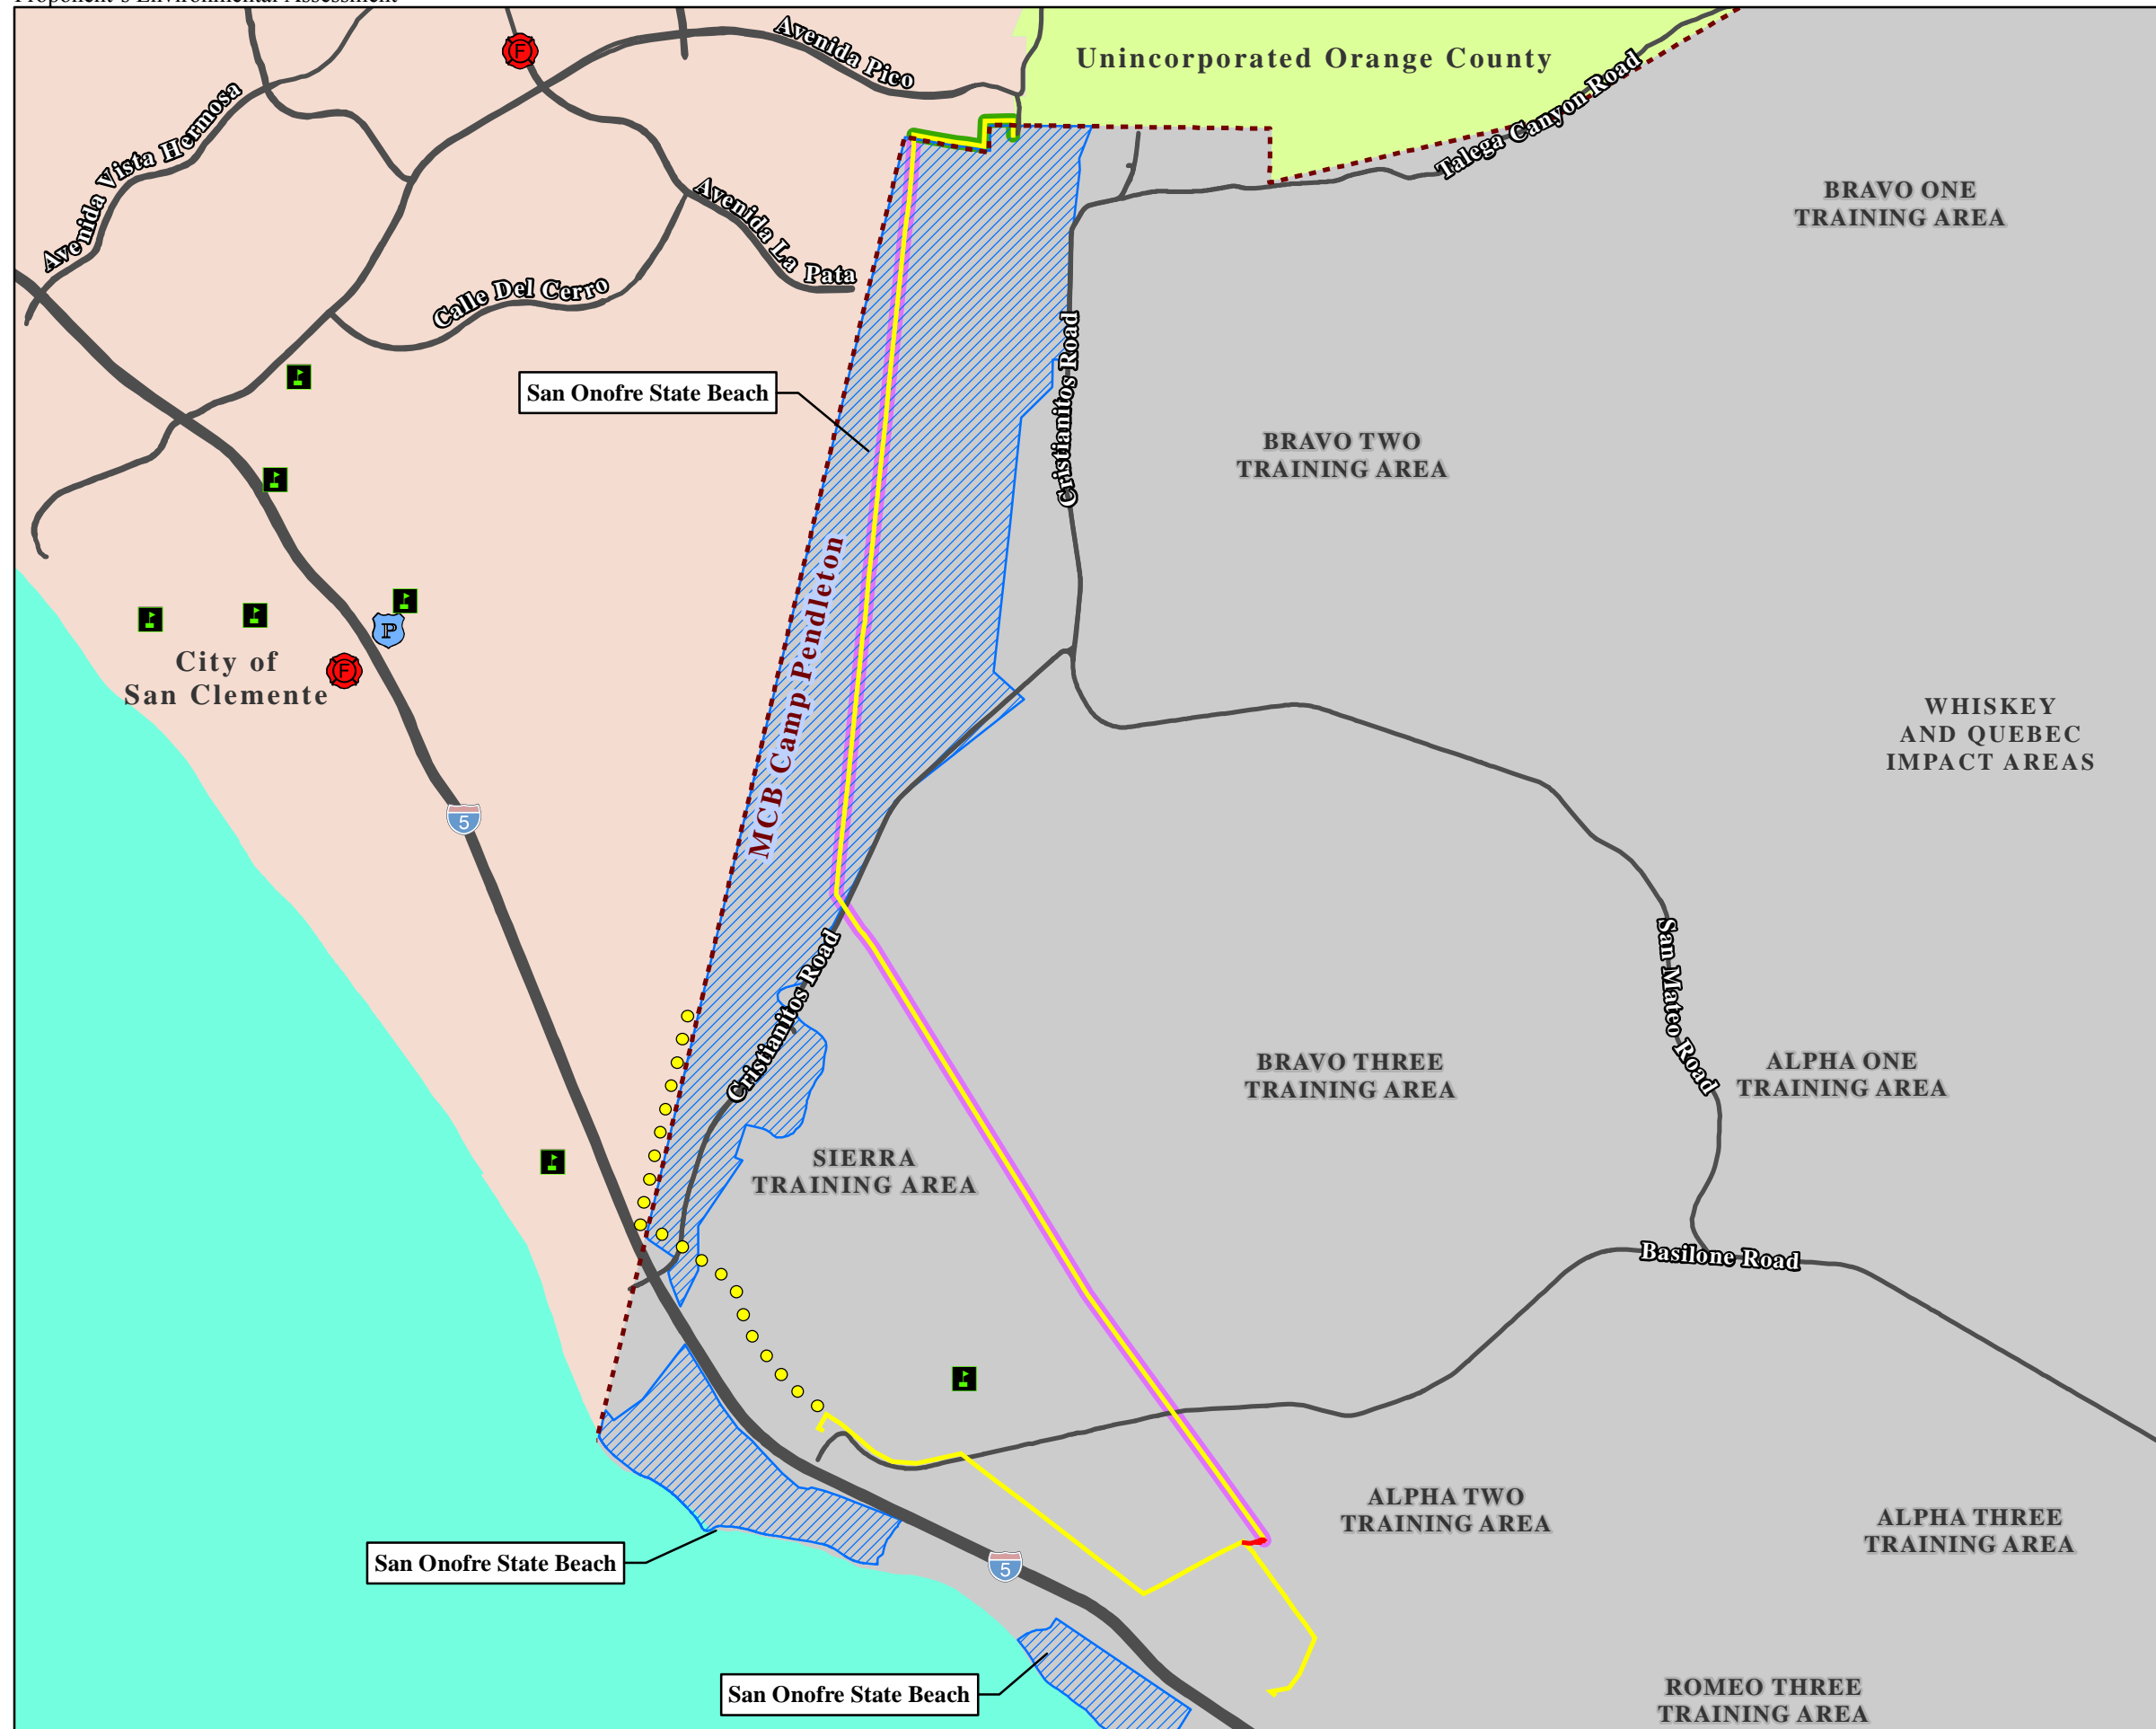 Proponent's Environmental Assessment
Avenida Pico
Unincorporated Orange County
Talega Canyon Road
F
Avenida Vista Hermosa
Avenida La Pata
Calle Del Cerro
BRAVO ONE
TRAINING AREA
San Onofre State Beach
Cristianitos Road
BRAVO TWO
TRAINING AREA
MCB Camp Pendleton
P
F
City of
San Clemente
WHISKEY
AND QUEBEC
IMPACT AREAS
5
Cristianitos Road
San Mateo Road
BRAVO THREE
TRAINING AREA
ALPHA ONE
TRAINING AREA
SIERRA
TRAINING AREA
Basilone Road
ALPHA TWO
TRAINING AREA
ALPHA THREE
TRAINING AREA
San Onofre State Beach
5
San Onofre State Beach
ROMEO THREE
TRAINING AREA